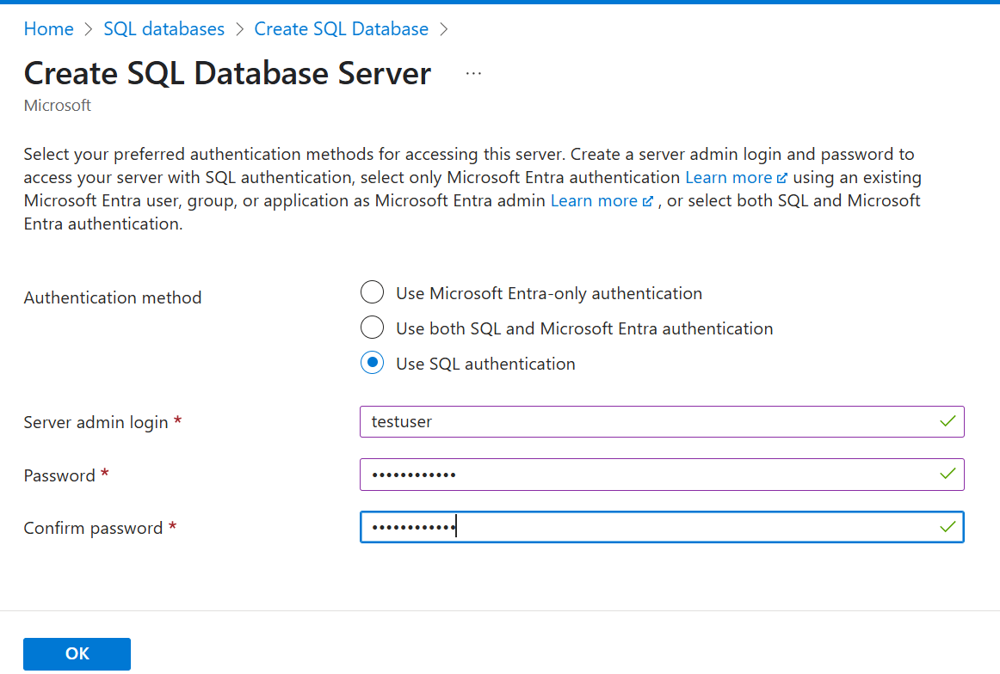 Home > SQL databases > Create SQL Database >
Create SQL Database Server ...
Microsoft
Select your preferred authentication methods for accessing this server. Create a server admin login and password to
access your server with SQL authentication, select only Microsoft Entra authentication Learn more using an existing
Microsoft Entra user, group, or application as Microsoft Entra admin Learn more , or select both SQL and Microsoft
Entra authentication.
Authentication method
Use Microsoft Entra-only authentication
Use both SQL and Microsoft Entra authentication
Use SQL authentication
Server admin login *
testuser
Password *
••••••••••••
Confirm password *
••••••••••••
OK